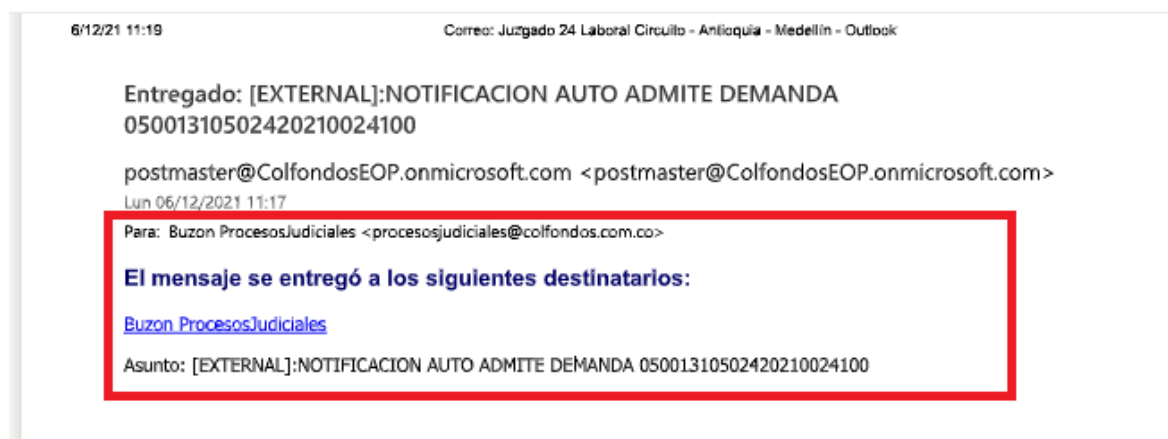 6/12/21 11:19 Correo: Juzgado 24 Laboral Circuito - Antioquia - Medellín - Outlook
Entregado: [EXTERNAL]:NOTIFICACION AUTO ADMITE DEMANDA
05001310502420210024100
postmaster@ColfondosEOP.onmicrosoft.com <postmaster@ColfondosEOP.onmicrosoft.com>
Lun 06/12/2021 11:17
Para: Buzon ProcesosJudiciales <procesosjudiciales@colfondos.com.co>
El mensaje se entregó a los siguientes destinatarios:
Buzon ProcesosJudiciales
Asunto: [EXTERNAL]:NOTIFICACION AUTO ADMITE DEMANDA 05001310502420210024100